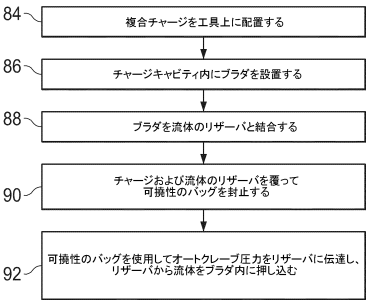 84
複合チャージを工具上に配置する
86
チャージキャビティ内にブラダを設置する
88
ブラダを流体のリザーバと結合する
90
チャージおよび流体のリザーバを覆って
可撓性のバッグを封止する
92
可撓性のバッグを使用してオートクレーブ圧力をリザーバに伝達し、
リザーバから流体をブラダ内に押し込む